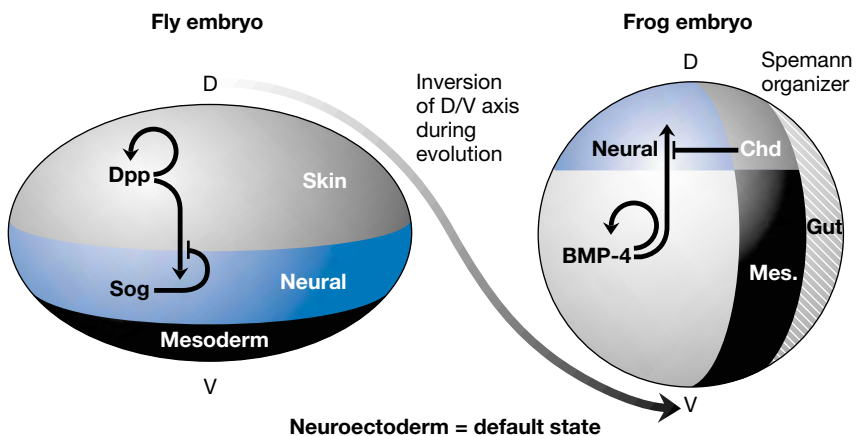 Fly embryo
Frog embryo
D
Inversion
of D/V axis
during
evolution
D
Spemann
organizer
Dpp
Skin
Neural
Chd
Sog
Neural
BMP-4
Gut
Mes.
Mesoderm
V
V
Neuroectoderm = default state